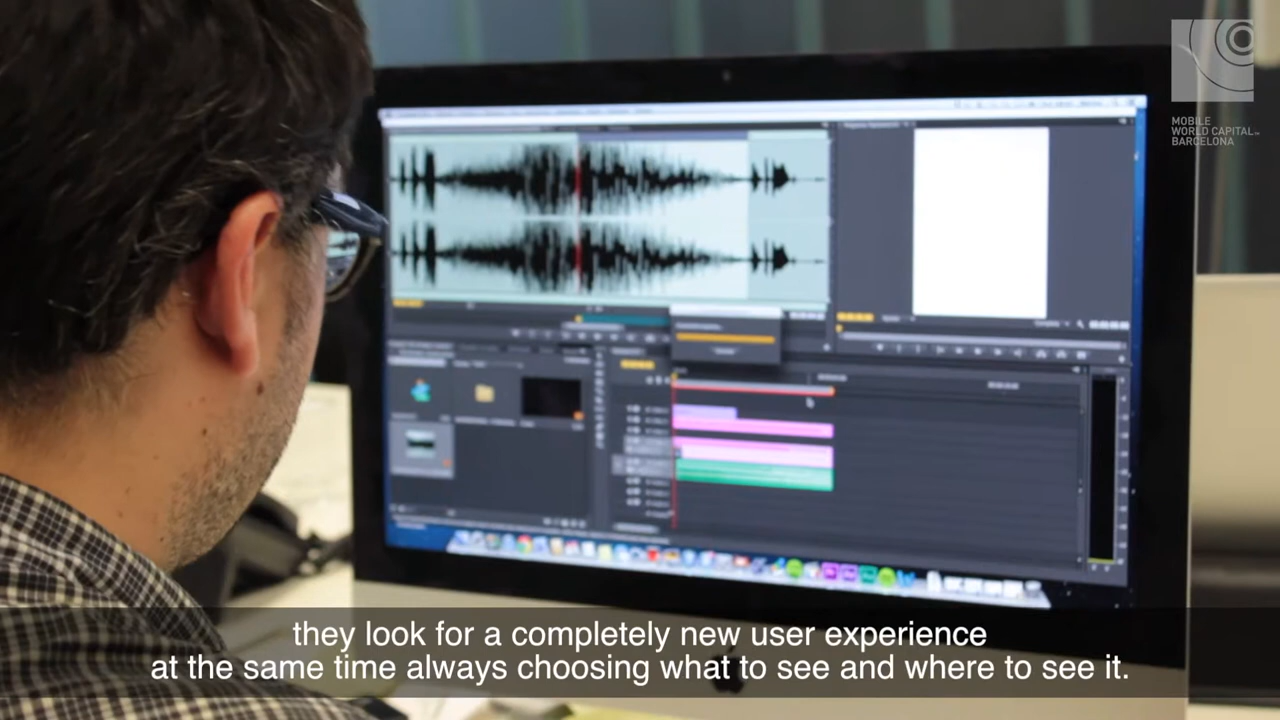 MOBILE
WORLD CAPITAL™
BARCELONA
they look for a completely new user experience
at the same time always choosing what to see and where to see it.